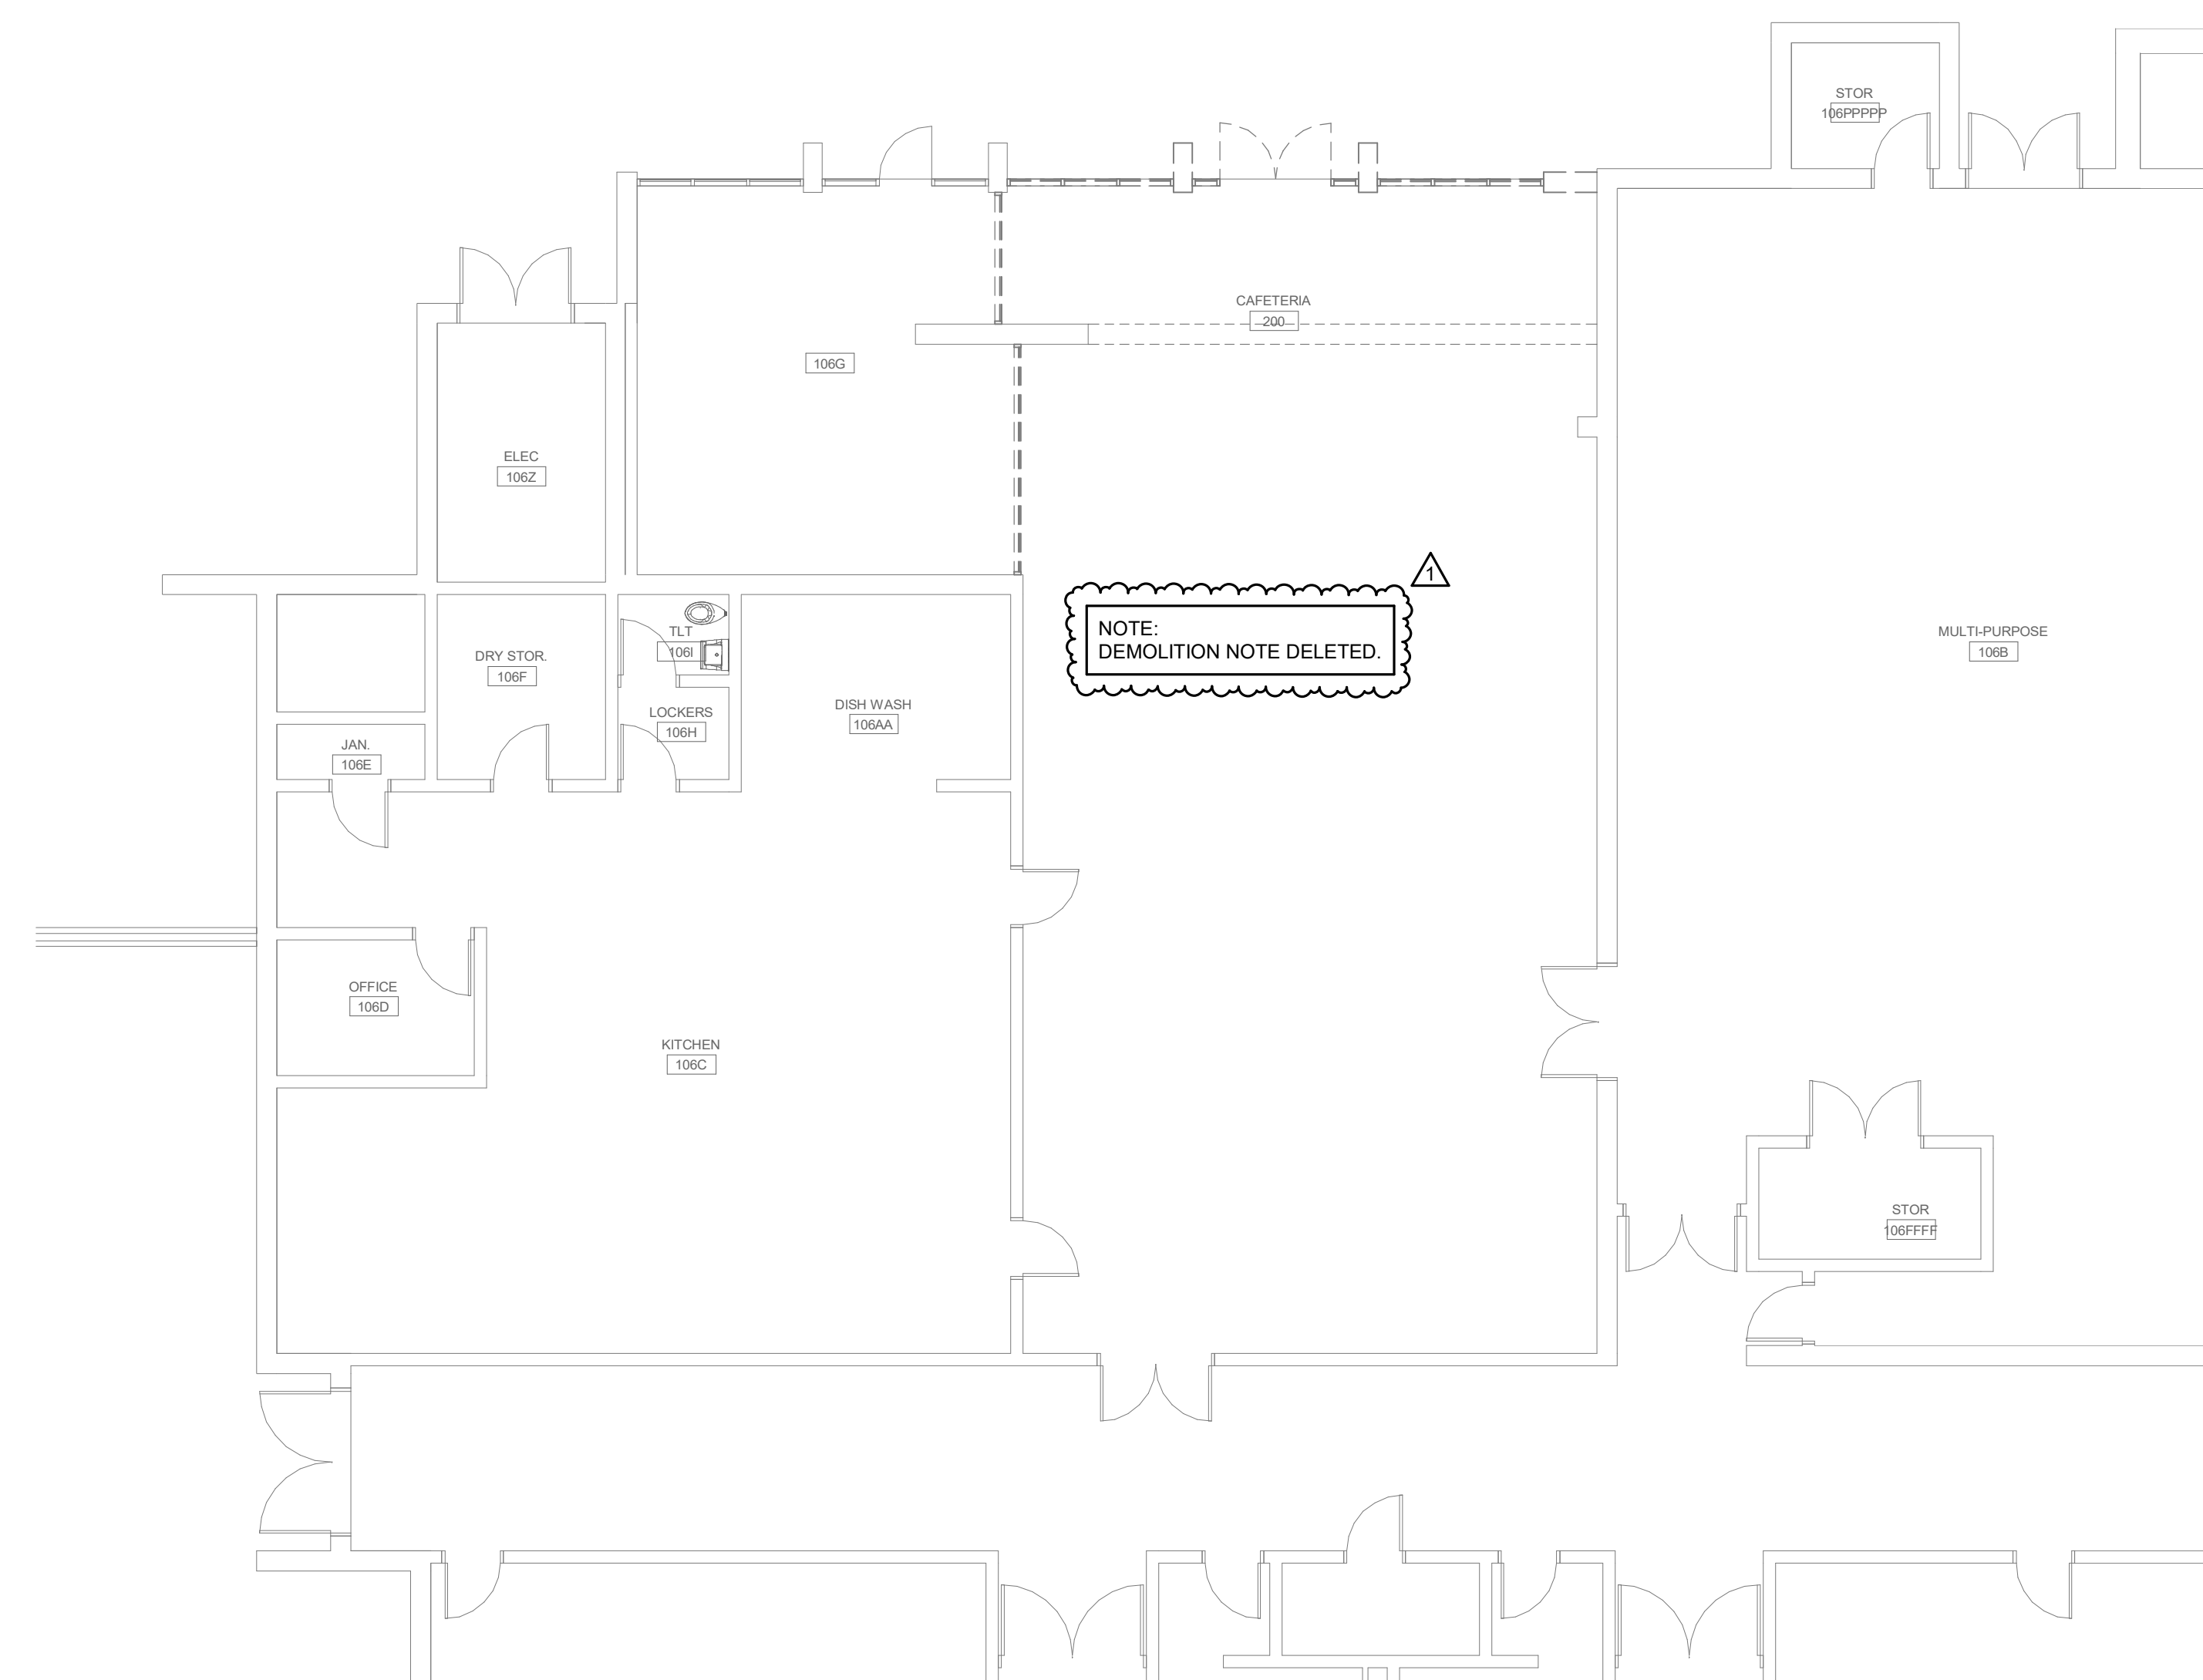 STOR
106PPPPP
CAFETERIA
200
106G
ELEC
106Z
1
NOTE:
DEMOLITION NOTE DELETED.
TLT
106I
MULTI-PURPOSE
106B
DRY STOR.
106F
LOCKERS
106H
DISH WASH
106AA
JAN.
106E
OFFICE
106D
KITCHEN
106C
STOR
106FFFF